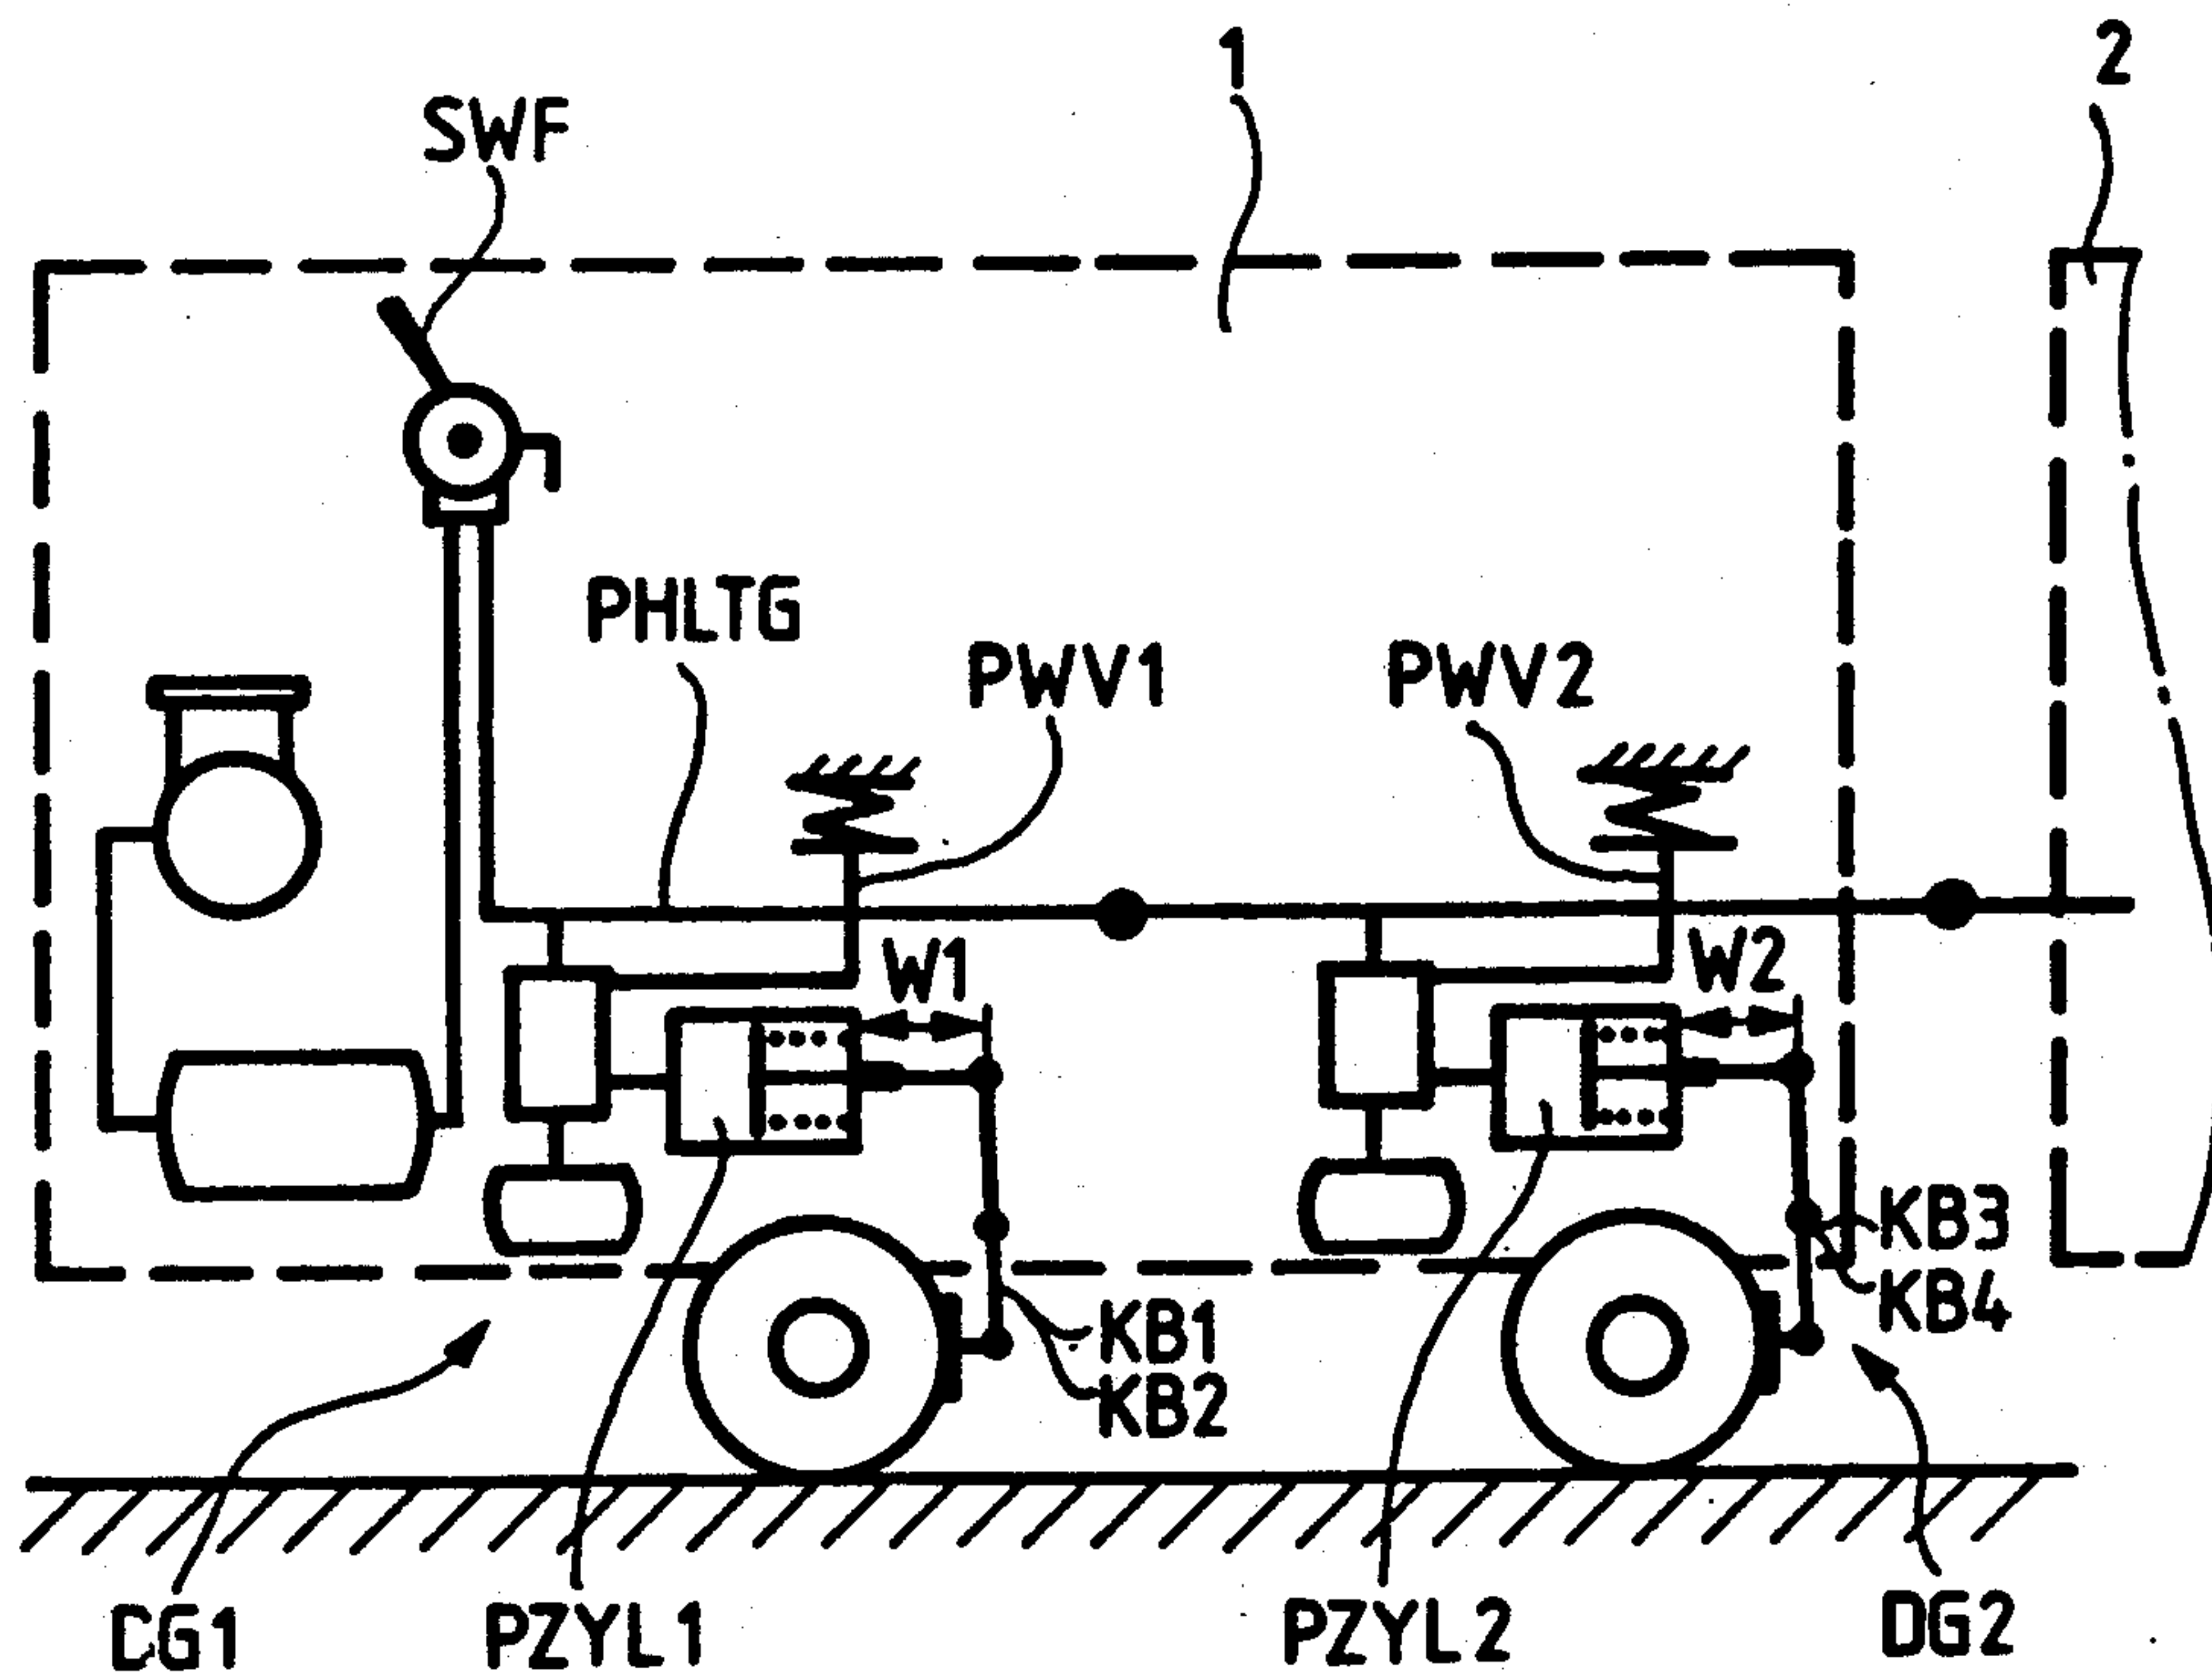 1
2
SWF
PHLTG
PWV1
PWV2
W1
W2
KB3
KB4
KB1
KB2
CG1
PZYL1
PZYL2
DG2